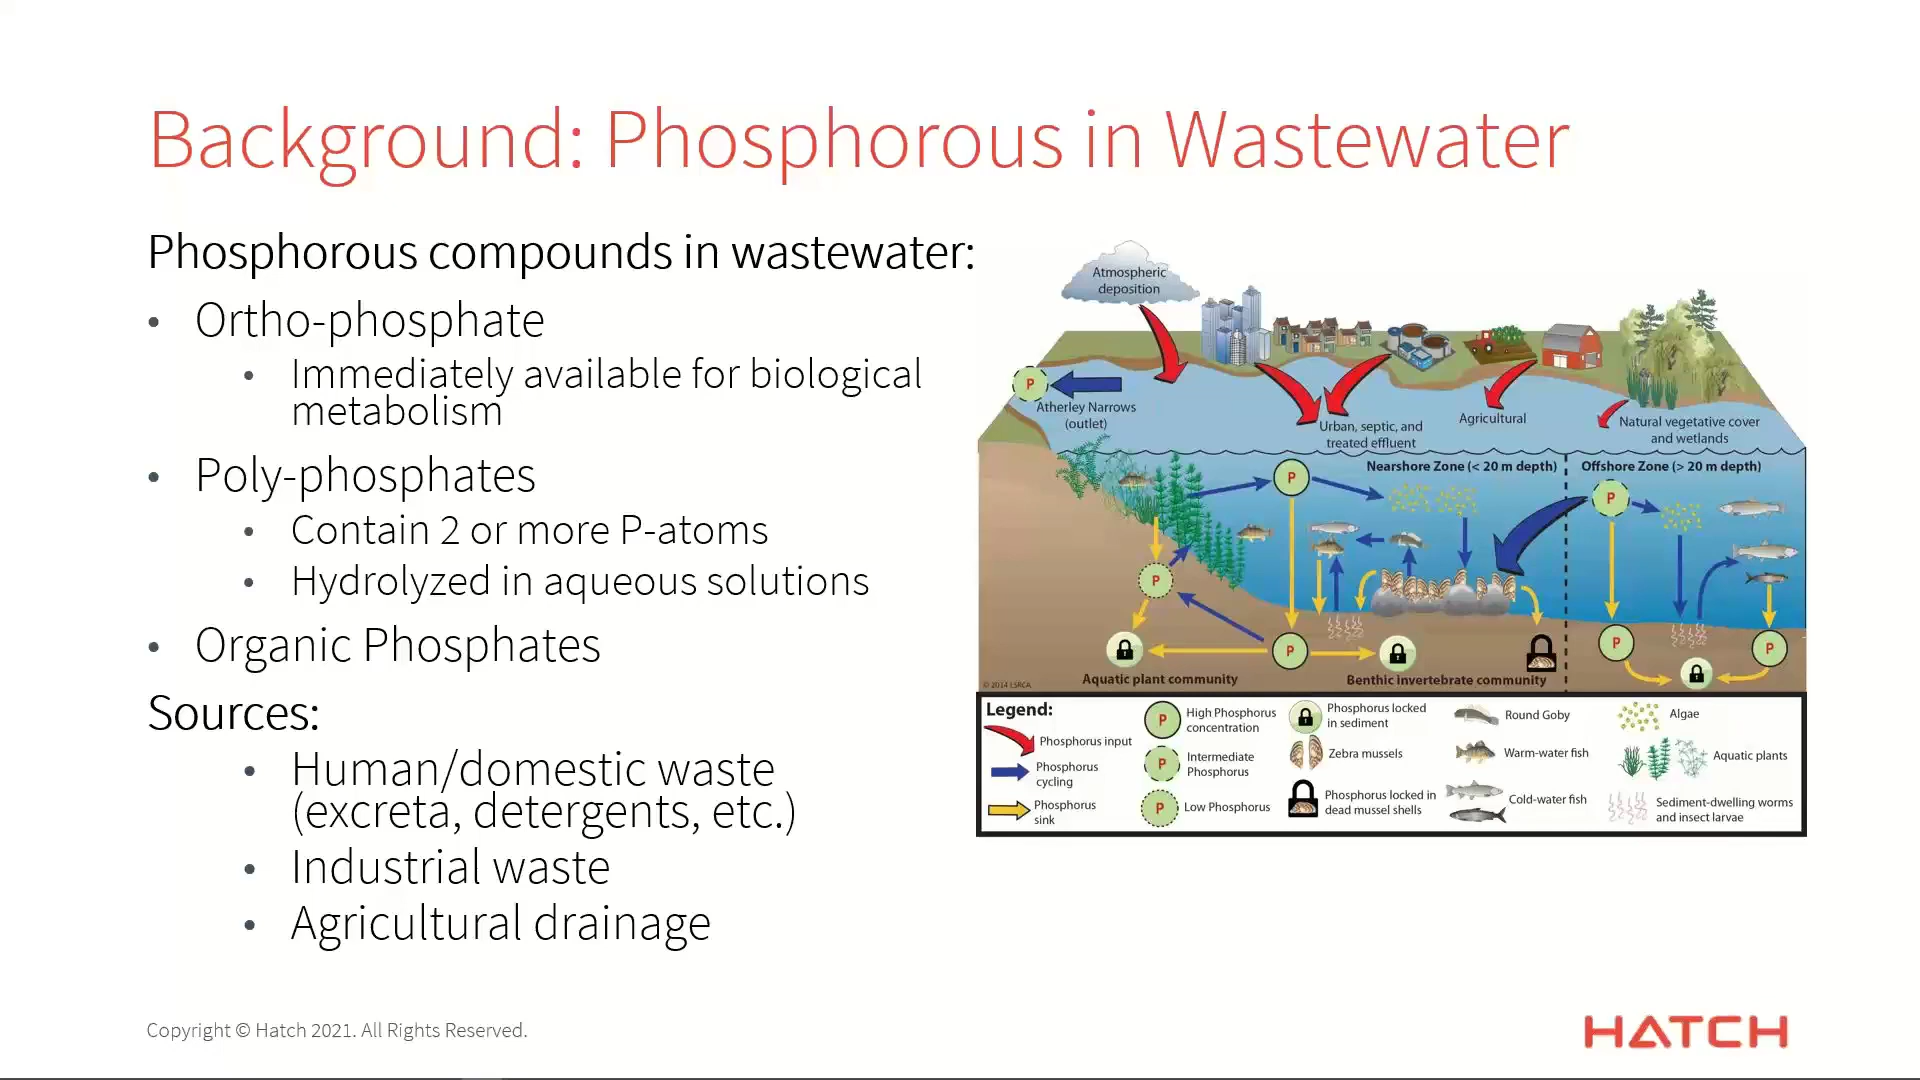 Background: Phosphorous in Wastewater
Phosphorous compounds in wastewater:
• Ortho-phosphate
• Immediately available for biological
metabolism
• Poly-phosphates
• Contain 2 or more P-atoms
• Hydrolyzed in aqueous solutions
• Organic Phosphates
Sources:
• Human/domestic waste
(excreta, detergents, etc.)
• Industrial waste
• Agricultural drainage
Atmospheric
deposition
P
Atherley Narrows
(outlet)
Urban, septic, and
treated effluent
Agricultural
Natural vegetative cover
and wetlands
Nearshore Zone (< 20 m depth)
Offshore Zone (> 20 m depth)
P
P
P
P
P
P
Aquatic plant community
Benthic invertebrate community
© 2014 LSRCA
Legend:
Phosphorus input
Phosphorus
cycling
Phosphorus
sink
P
High Phosphorus
concentration
P
Intermediate
Phosphorus
P
Low Phosphorus
Phosphorus locked
in sediment
Zebra mussels
Phosphorus locked in
dead mussel shells
Round Goby
Warm-water fish
Cold-water fish
Algae
Aquatic plants
Sediment-dwelling worms
and insect larvae
Copyright © Hatch 2021. All Rights Reserved.
HATCH